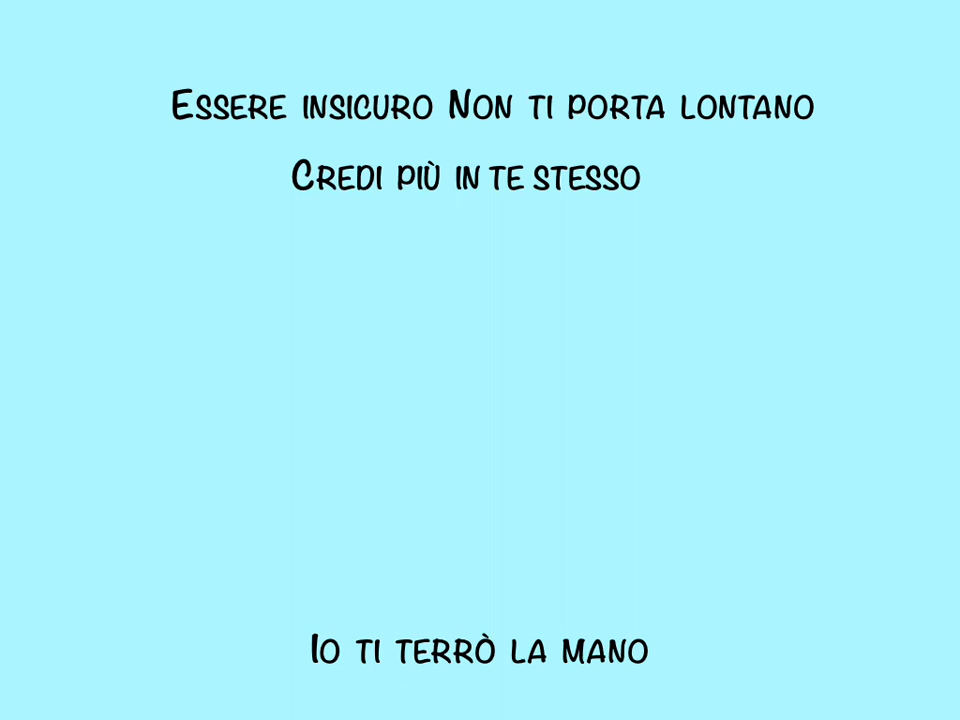 Essere insicuro Non ti porta lontano
Credi più in te stesso
Io ti terrò la mano